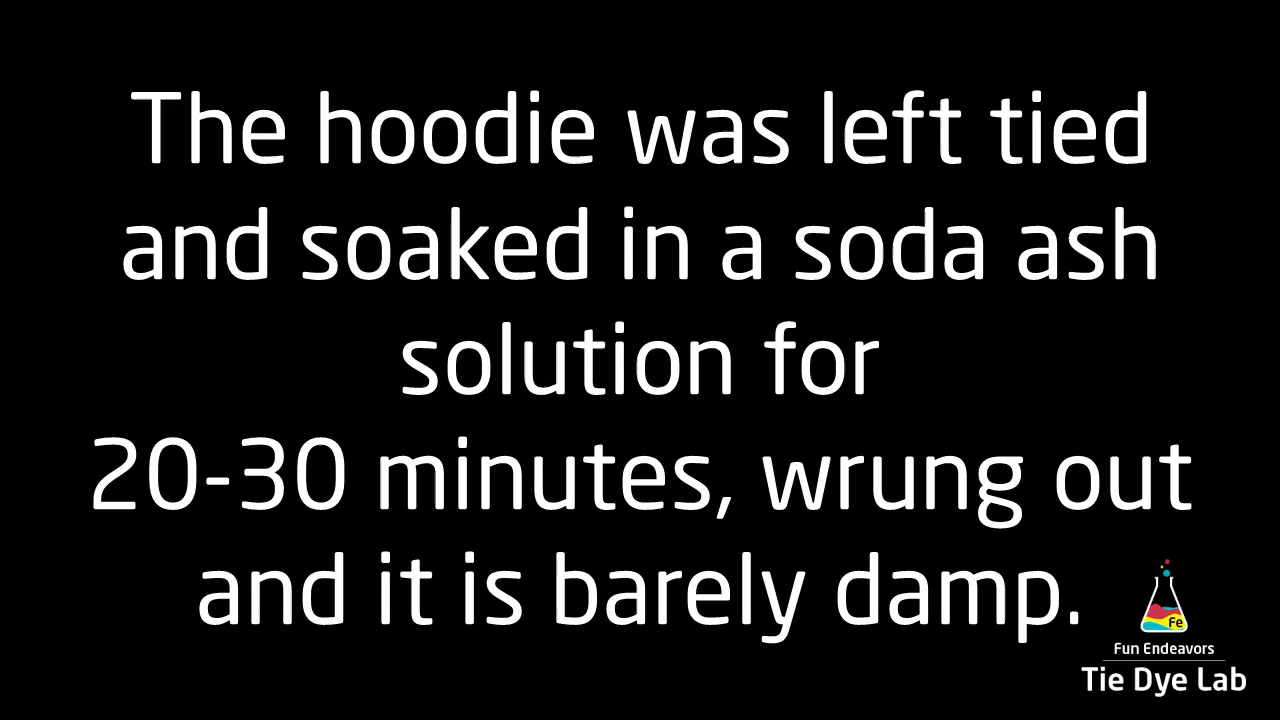 The hoodie was left tied
and soaked in a soda ash
solution for
20-30 minutes, wrung out
and it is barely damp.
Fe
Fun Endeavors
Tie Dye Lab